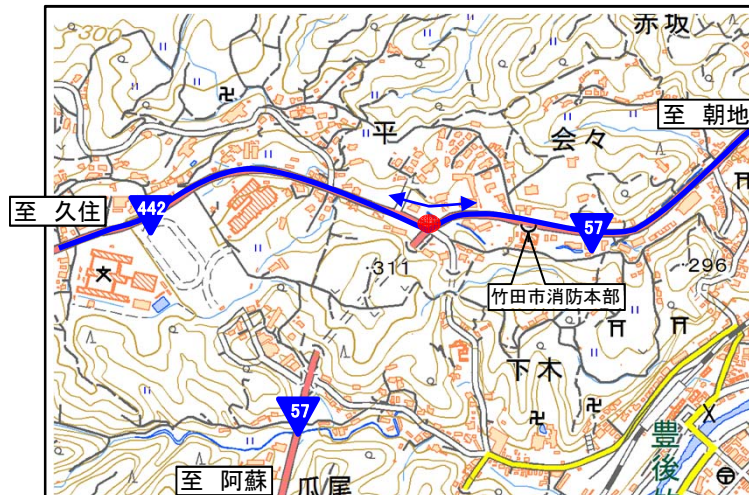 300
赤坂
至 朝地
平
会々
至 久住
442
57
311
296
竹田市消防本部
下木
57
豊後
至 阿蘇
瓜尾